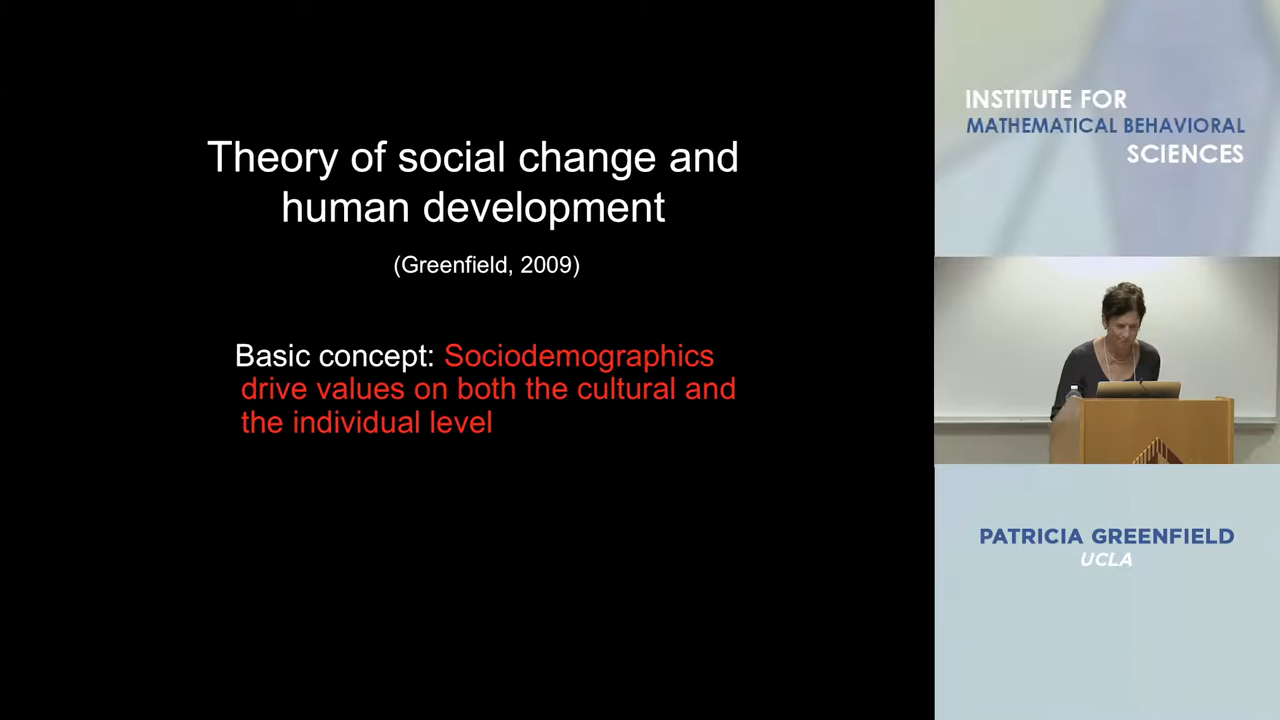 Theory of social change and
human development
(Greenfield, 2009)
Basic concept: Sociodemographics
drive values on both the cultural and
the individual level
INSTITUTE FOR
MATHEMATICAL BEHAVIORAL
SCIENCES
PATRICIA GREENFIELD
UCLA